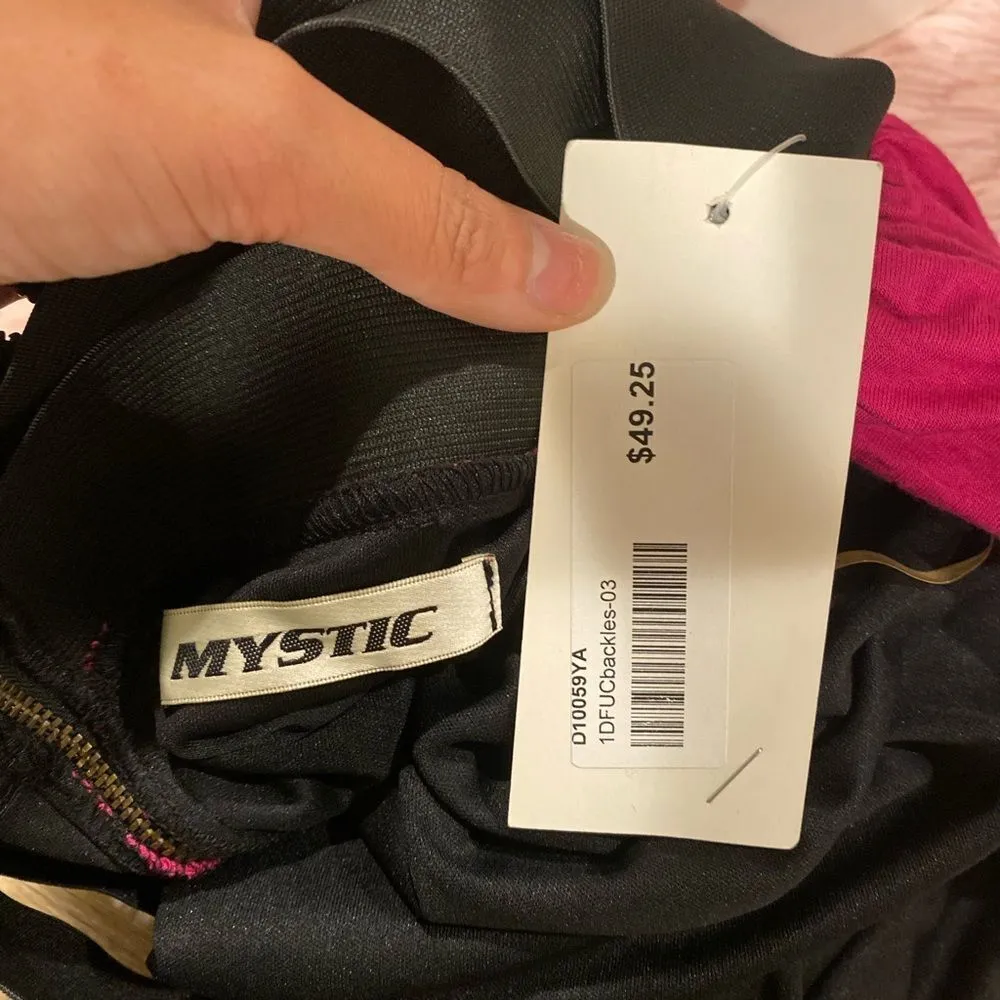 $49.25
D10059YA
1DFUCbackles-03
MYSTIC